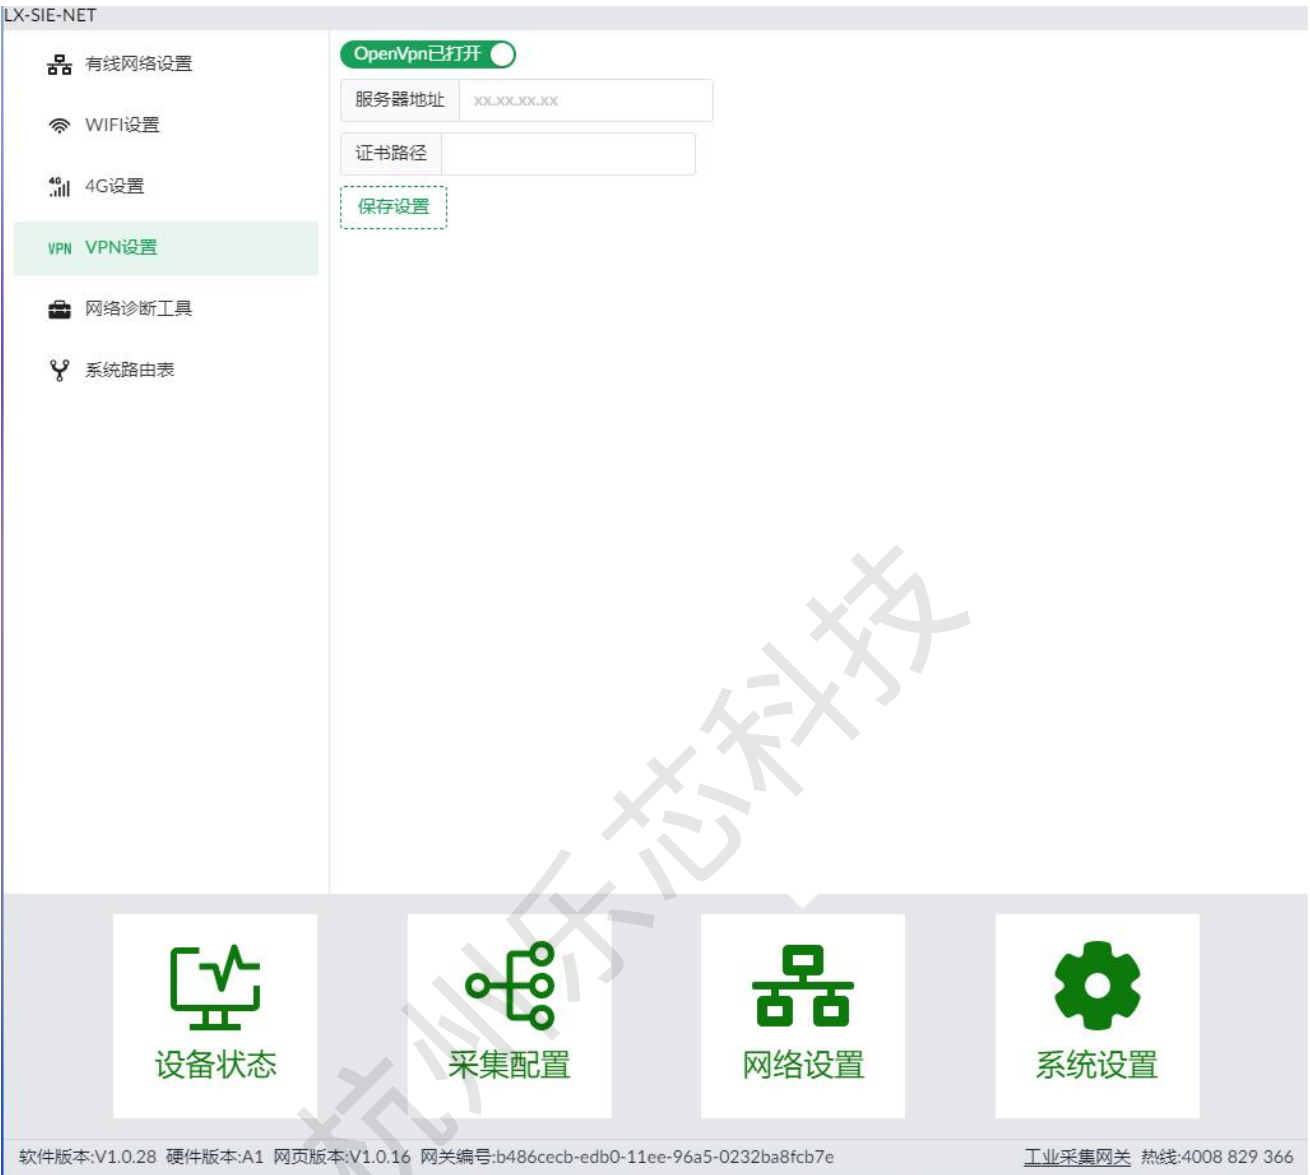 LX-SIE-NET
有线网络设置
WIFI设置
4G
4G设置
VPN VPN设置
网络诊断工具
系统路由表
OpenVpn已打开
服务器地址 xx.xx.xx.xx
证书路径
保存设置
杭州乐芯科技
设备状态
采集配置
网络设置
系统设置
软件版本:V1.0.28 硬件版本:A1 网页版本:V1.0.16 网关编号:b486cecb-edb0-11ee-96a5-0232ba8fcb7e
工业采集网关 热线:4008 829 366